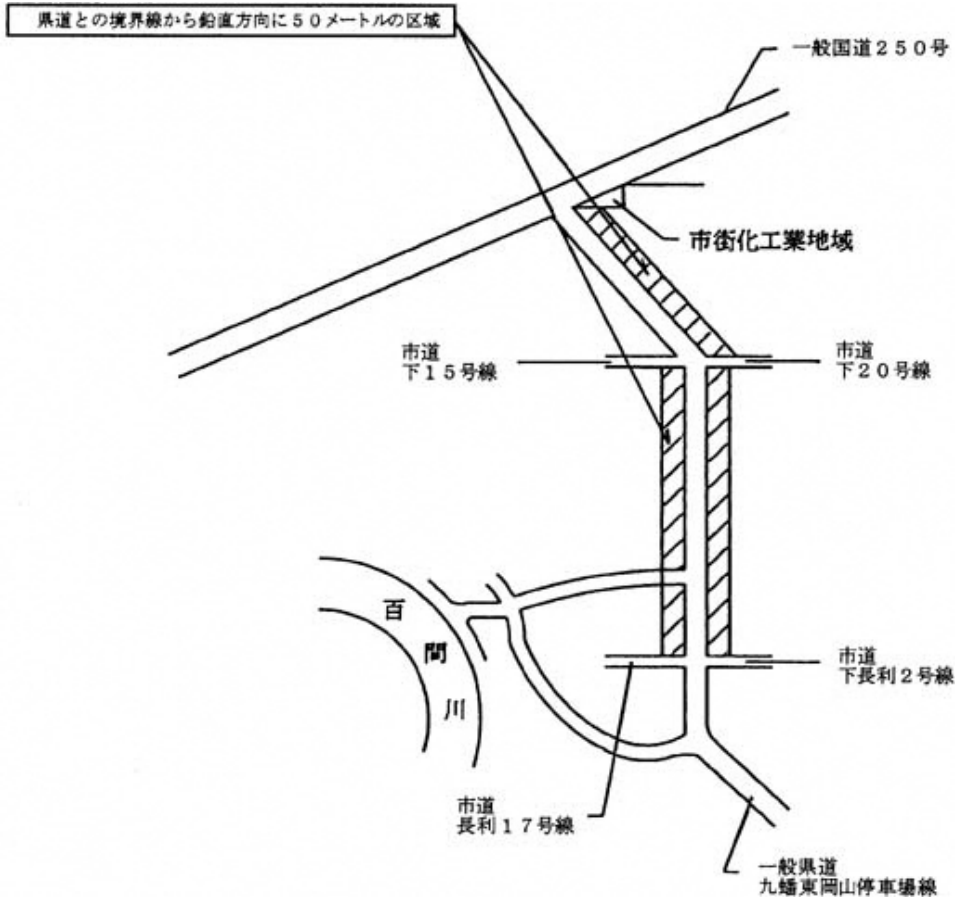 県道との境界線から鉛直方向に50メートルの区域
一般国道250号
市街化工業地域
市道
下15号線
市道
下20号線
百
間
川
市道
下長利2号線
市道
長利17号線
一般県道
九蟠東岡山停車場線